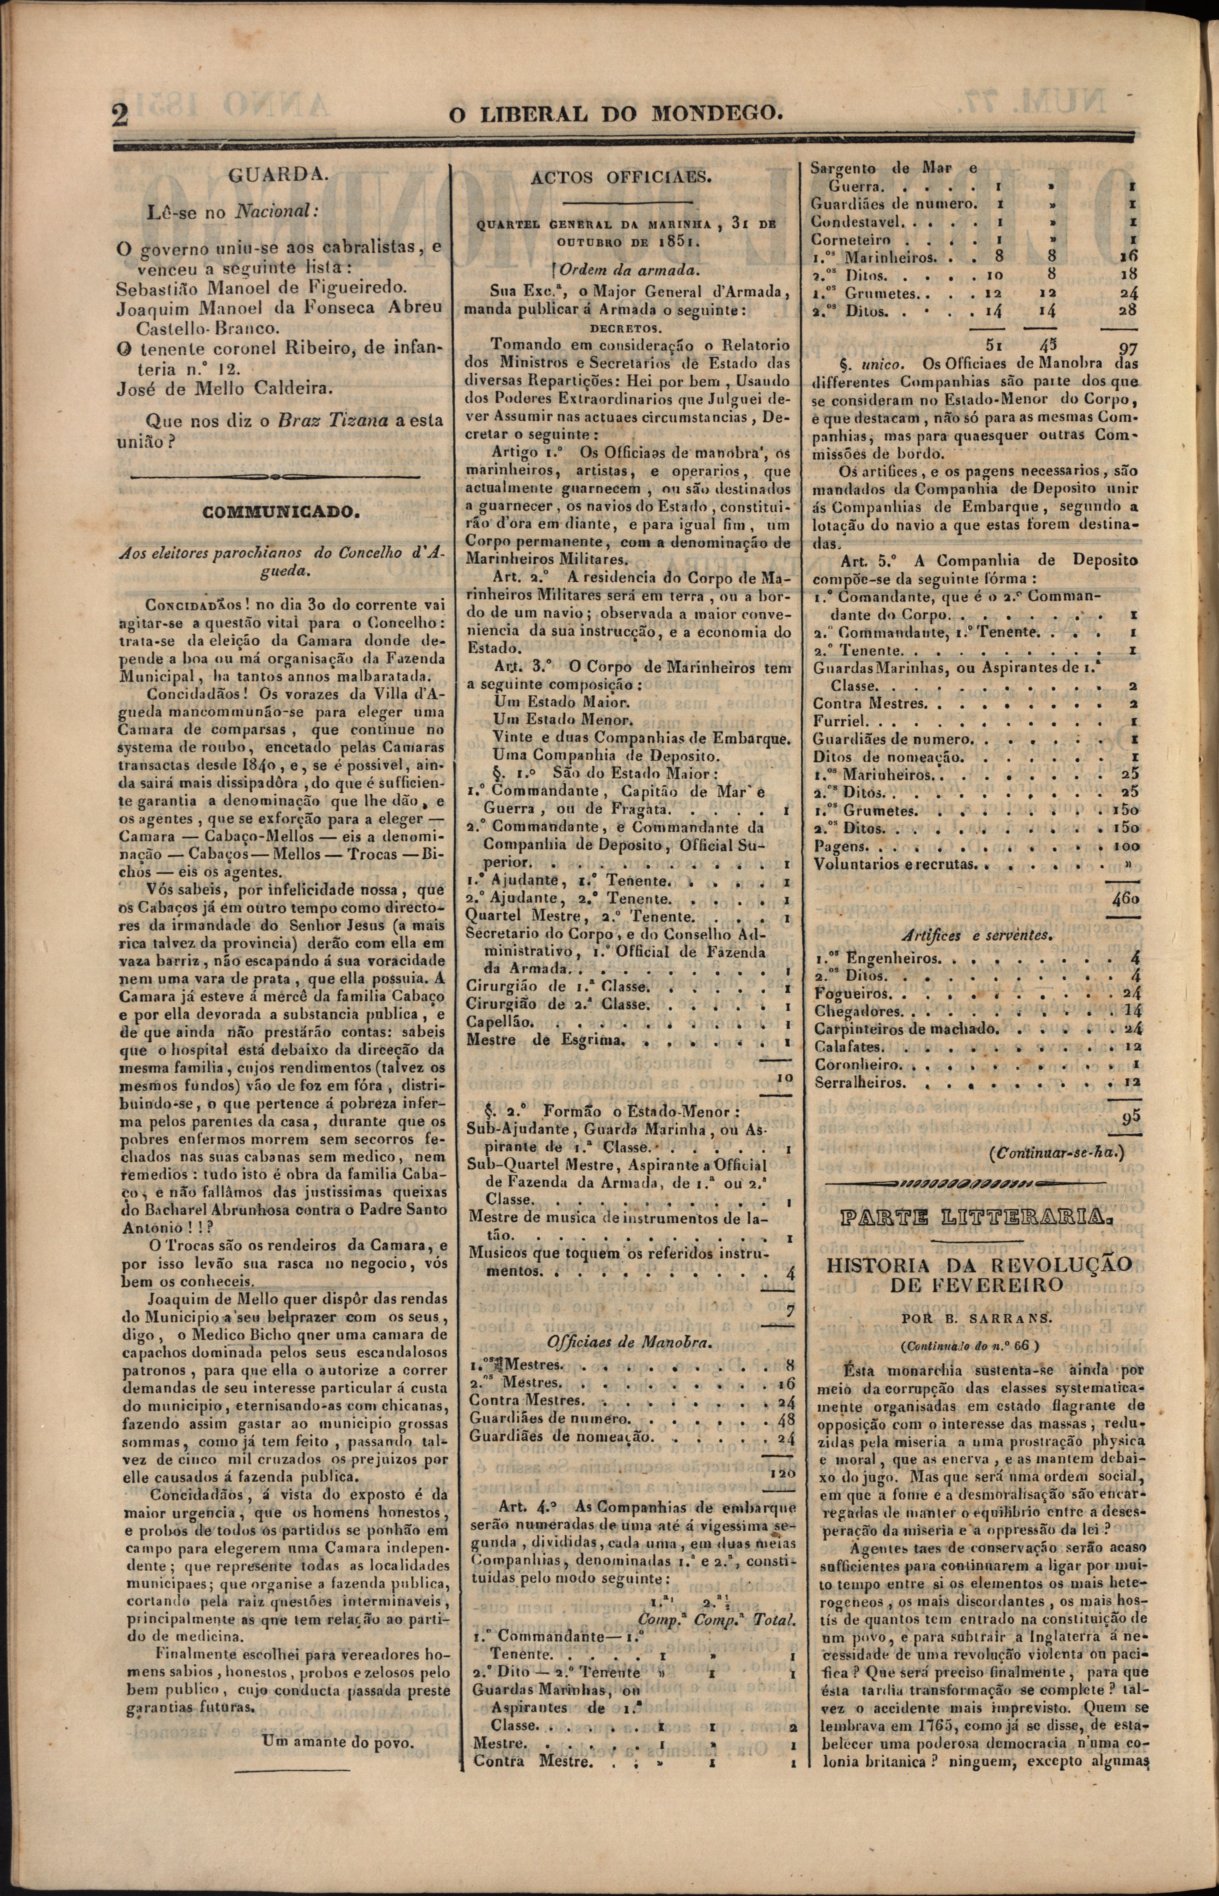 2
O LIBERAL DO MONDEGO.
GUARDA.
Lê-se no Nacional:
O governo uniu-se aos cabralistas, e
venceu a seguinte lista:
Sebastião Manoel de Figueiredo.
Joaquim Manoel da Fonseca Abreu
Castello-Branco.
O tenente coronel Ribeiro, de infan-
teria n.º 12.
José de Mello Caldeira.
Que nos diz o Braz Tizana a esta
união?
COMMUNICADO.
Aos eleitores parochianos do Concelho d'A-
gueda.
CONCIDADÃOS! no dia 30 do corrente vai
agitar-se a questão vital para o Concelho:
trata-se da eleição da Camara donde de-
pende a boa ou má organisação da Fazenda
Municipal, ha tantos annos malbaratada.
Concidadãos! Os vorazes da Villa d'A-
gueda mancommunão-se para eleger uma
Camara de comparsas, que continue no
systema de roubo, encetado pelas Camaras
transactas desde 1840, e, se é possivel, ain-
da sairá mais dissipadôra, do que é sufficien-
te garantia a denominação que lhe dão, e
os agentes, que se exforção para a eleger —
Camara — Cabaço-Mellos — eis a denomi-
nação — Cabaços — Mellos — Trocas — Bi-
chos — eis os agentes.
Vós sabeis, por infelicidade nossa, que
os Cabaços já em outro tempo como directo-
res da irmandade do Senhor Jesus (a mais
rica talvez da provincia) derão com ella em
vaza barriz, não escapando á sua voracidade
nem uma vara de prata, que ella possuia. A
Camara já esteve á mercê da familia Cabaço
e por ella devorada a substancia publica, e
de que ainda não prestárão contas: sabeis
que o hospital está debaixo da direção da
mesma familia, cujos rendimentos (talvez os
mesmos fundos) vão de foz em fóra, distri-
buindo-se, o que pertence á pobreza infer-
ma pelos parentes da casa, durante que os
pobres enfermos morrem sem secorros fe-
chados nas suas cabanas sem medico, nem
remedios: tudo isto é obra da familia Caba-
ço, e não fallâmos das justissimas queixas
do Bacharel Abrunhosa contra o Padre Santo
Antonio!!?
O Trocas são os rendeiros da Camara, e
por isso levão sua rasca no negocio, vós
bem os conheceis.
Joaquim de Mello quer dispôr das rendas
do Municipio a seu belprazer com os seus,
digo, o Medico Bicho qner uma camara de
capachos dominada pelos seus escandalosos
patronos, para que ella o autorize a correr
demandas de seu interesse particular á custa
do municipio, eternisando-as com chicanas,
fazendo assim gastar ao municipio grossas
sommas, como já tem feito, passando tal-
vez de cinco mil cruzados os prejuizos por
elle causados á fazenda publica.
Concidadãos, á vista do exposto é da
maior urgencia, que os homens honestos,
e probos de todos os partidos se ponhão em
campo para elegerem uma Camara indepen-
dente; que represente todas as localidades
municipaes; que organise a fazenda publica,
cortando pela raiz questões interminaveis,
principalmente as que tem relação ao parti-
do de medicina.
Finalmente escolhei para vereadores ho-
mens sabios, honestos, probos e zelosos pelo
bem publico, cujo conducta passada preste
garantias futuras.
Um amante do povo.
ACTOS OFFICIAES.
QUARTEL GENERAL DA MARINHA, 31 DE
OUTUBRO DE 1851.
Ordem da armada.
Sua Exc.ª, o Major General d'Armada,
manda publicar á Armada o seguinte:
DECRETOS.
Tomando em consideração o Relatorio
dos Ministros e Secretarios de Estado das
diversas Repartições: Hei por bem, Usando
dos Poderes Extraordinarios que Julguei de-
ver Assumir nas actuaes circumstancias, De-
cretar o seguinte:
Artigo 1.º Os Officiaes de manobra, os
marinheiros, artistas, e operarios, que
actualmente guarnecem, ou são destinados
a guarnecer, os navios do Estado, constitui-
rão d'ora em diante, e para igual fim, um
Corpo permanente, com a denominação de
Marinheiros Militares.
Art. 2.º A residencia do Corpo de Ma-
rinheiros Militares será em terra, ou a bor-
do de um navio; observada a maior conve-
niencia da sua instrucção, e a economia do
Estado.
Art. 3.º O Corpo de Marinheiros tem
a seguinte composição:
Um Estado Maior.
Um Estado Menor.
Vinte e duas Companhias de Embarque.
Uma Companhia de Deposito.
§. 1.º São do Estado Maior:
1.º Commandante, Capitão de Mar e
Guerra, ou de Fragata. . . . . . 1
2.º Commandante, e Commandante da
Companhia de Deposito, Official Su-
perior. . . . . . . . . . . 1
1.º Ajudante, 1.º Tenente. . . . . 1
2.º Ajudante, 2.º Tenente. . . . . 1
Quartel Mestre, 2.º Tenente. . . . 1
Secretario do Corpo, e do Conselho Ad-
ministrativo, 1.º Official de Fazenda
da Armada. . . . . . . . . . 1
Cirurgião de 1.ª Classe. . . . . . 1
Cirurgião de 2.ª Classe. . . . . . 1
Capellão. . . . . . . . . . . 1
Mestre de Esgrima. . . . . . . 1
10
§. 2.º Formão o Estado-Menor:
Sub-Ajudante, Guarda Marinha, ou As-
pirante de 1.ª Classe. . . . . . 1
Sub-Quartel Mestre, Aspirante a Official
de Fazenda da Armada, de 1.ª ou 2.ª
Classe. . . . . . . . . . . 1
Mestre de musica de instrumentos de la-
tão. . . . . . . . . . . . 1
Musicos que toquem os referidos instru-
mentos. . . . . . . . . . . 4
7
Officiaes de Manobra.
1.ºˢ Mestres. . . . . . . . . . 8
2.ºˢ Mestres. . . . . . . . . . 16
Contra Mestres. . . . . . . . . 24
Guardiães de numero. . . . . . . 48
Guardiães de nomeação. . . . . . 24
120
Art. 4.º As Companhias de embarque
serão numeradas de uma até á vigessima se-
gunda, divididas, cada uma, em duas meias
Companhias, denominadas 1.ª e 2.ª, consti-
tuidas pelo modo seguinte:
1.ª 2.ª
Comp.ª Comp.ª Total.
1.º Commandante — 1.º
Tenente. . . . . 1 » 1
2.º Dito — 2.º Tenente » 1 1
Guardas Marinhas, ou
Aspirantes de 1.ª
Classe. . . . . . 1 1 2
Mestre. . . . . . 1 » 1
Contra Mestre. . . » 1 1
Sargento de Mar e
Guerra. . . . . 1 » 1
Guardiães de numero. 1 » 1
Condestavel. . . . . 1 » 1
Corneteiro . . . . 1 » 1
1.ºˢ Marinheiros. . . 8 8 16
2.ºˢ Ditos. . . . . 10 8 18
1.ºˢ Grumetes. . . . 12 12 24
2.ºˢ Ditos. . . . . 14 14 28
51 45 97
§. unico. Os Officiaes de Manobra das
differentes Companhias são parte dos que
se consideram no Estado-Menor do Corpo,
e que destacam, não só para as mesmas Com-
panhias, mas para quaesquer outras Com-
missões de bordo.
Os artifices, e os pagens necessarios, são
mandados da Companhia de Deposito unir
ás Companhias de Embarque, segundo a
lotação do navio a que estas forem destina-
das.
Art. 5.º A Companhia de Deposito
compõe-se da seguinte fórma:
1.º Comandante, que é o 2.º Comman-
dante do Corpo. . . . . . . . 1
2.º Commandante, 1.º Tenente. . . . 1
2.º Tenente. . . . . . . . . . 1
Guardas Marinhas, ou Aspirantes de 1.ª
Classe. . . . . . . . . . . 2
Contra Mestres. . . . . . . . . 2
Furriel. . . . . . . . . . . . 1
Guardiães de numero. . . . . . . 1
Ditos de nomeação. . . . . . . . 1
1.ºˢ Marinheiros. . . . . . . . . 25
2.ºˢ Ditos. . . . . . . . . . . 25
1.ºˢ Grumetes. . . . . . . . . . 150
2.ºˢ Ditos. . . . . . . . . . . 150
Pagens. . . . . . . . . . . . 100
Voluntarios e recrutas. . . . . . . »
460
Artifices e serventes.
1.ºˢ Engenheiros. . . . . . . . . 4
2.ºˢ Ditos. . . . . . . . . . . 4
Fogueiros. . . . . . . . . . . 24
Chegadores. . . . . . . . . . . 14
Carpinteiros de machado. . . . . . 24
Calafates. . . . . . . . . . . 12
Coronheiro. . . . . . . . . . . 1
Serralheiros. . . . . . . . . . 12
95
(Continuar-se-ha.)
PARTE LITTERARIA.
HISTORIA DA REVOLUÇÃO
DE FEVEREIRO
POR B. SARRANS.
(Continuado do n.º 66)
Ésta monarchia sustenta-se ainda por
meio da corrupção das classes systematica-
mente organisadas em estado flagrante de
opposição com o interesse das massas, redu-
zidas pela miseria a uma prostração physica
e moral, que as enerva, e as mantem debai-
xo do jugo. Mas que será uma ordem social,
em que a fome e a desmoralisação são encar-
regadas de manter o equilibrio entre a deses-
peração da miseria e a oppressão da lei?
Agentes taes de conservação serão acaso
sufficientes para continuarem a ligar por mui-
to tempo entre si os elementos os mais hete-
rogeneos, os mais discordantes, os mais hos-
tís de quantos tem entrado na constituição de
um povo, e para subtrair a Inglaterra á ne-
cessidade de uma revolução violenta ou paci-
fica? Que será preciso finalmente, para que
ésta tardia transformação se complete? tal-
vez o accidente mais imprevisto. Quem se
lembrava em 1765, como já se disse, de esta-
belecer uma poderosa democracia n'uma co-
lonia britanica? ninguem, excepto algumas